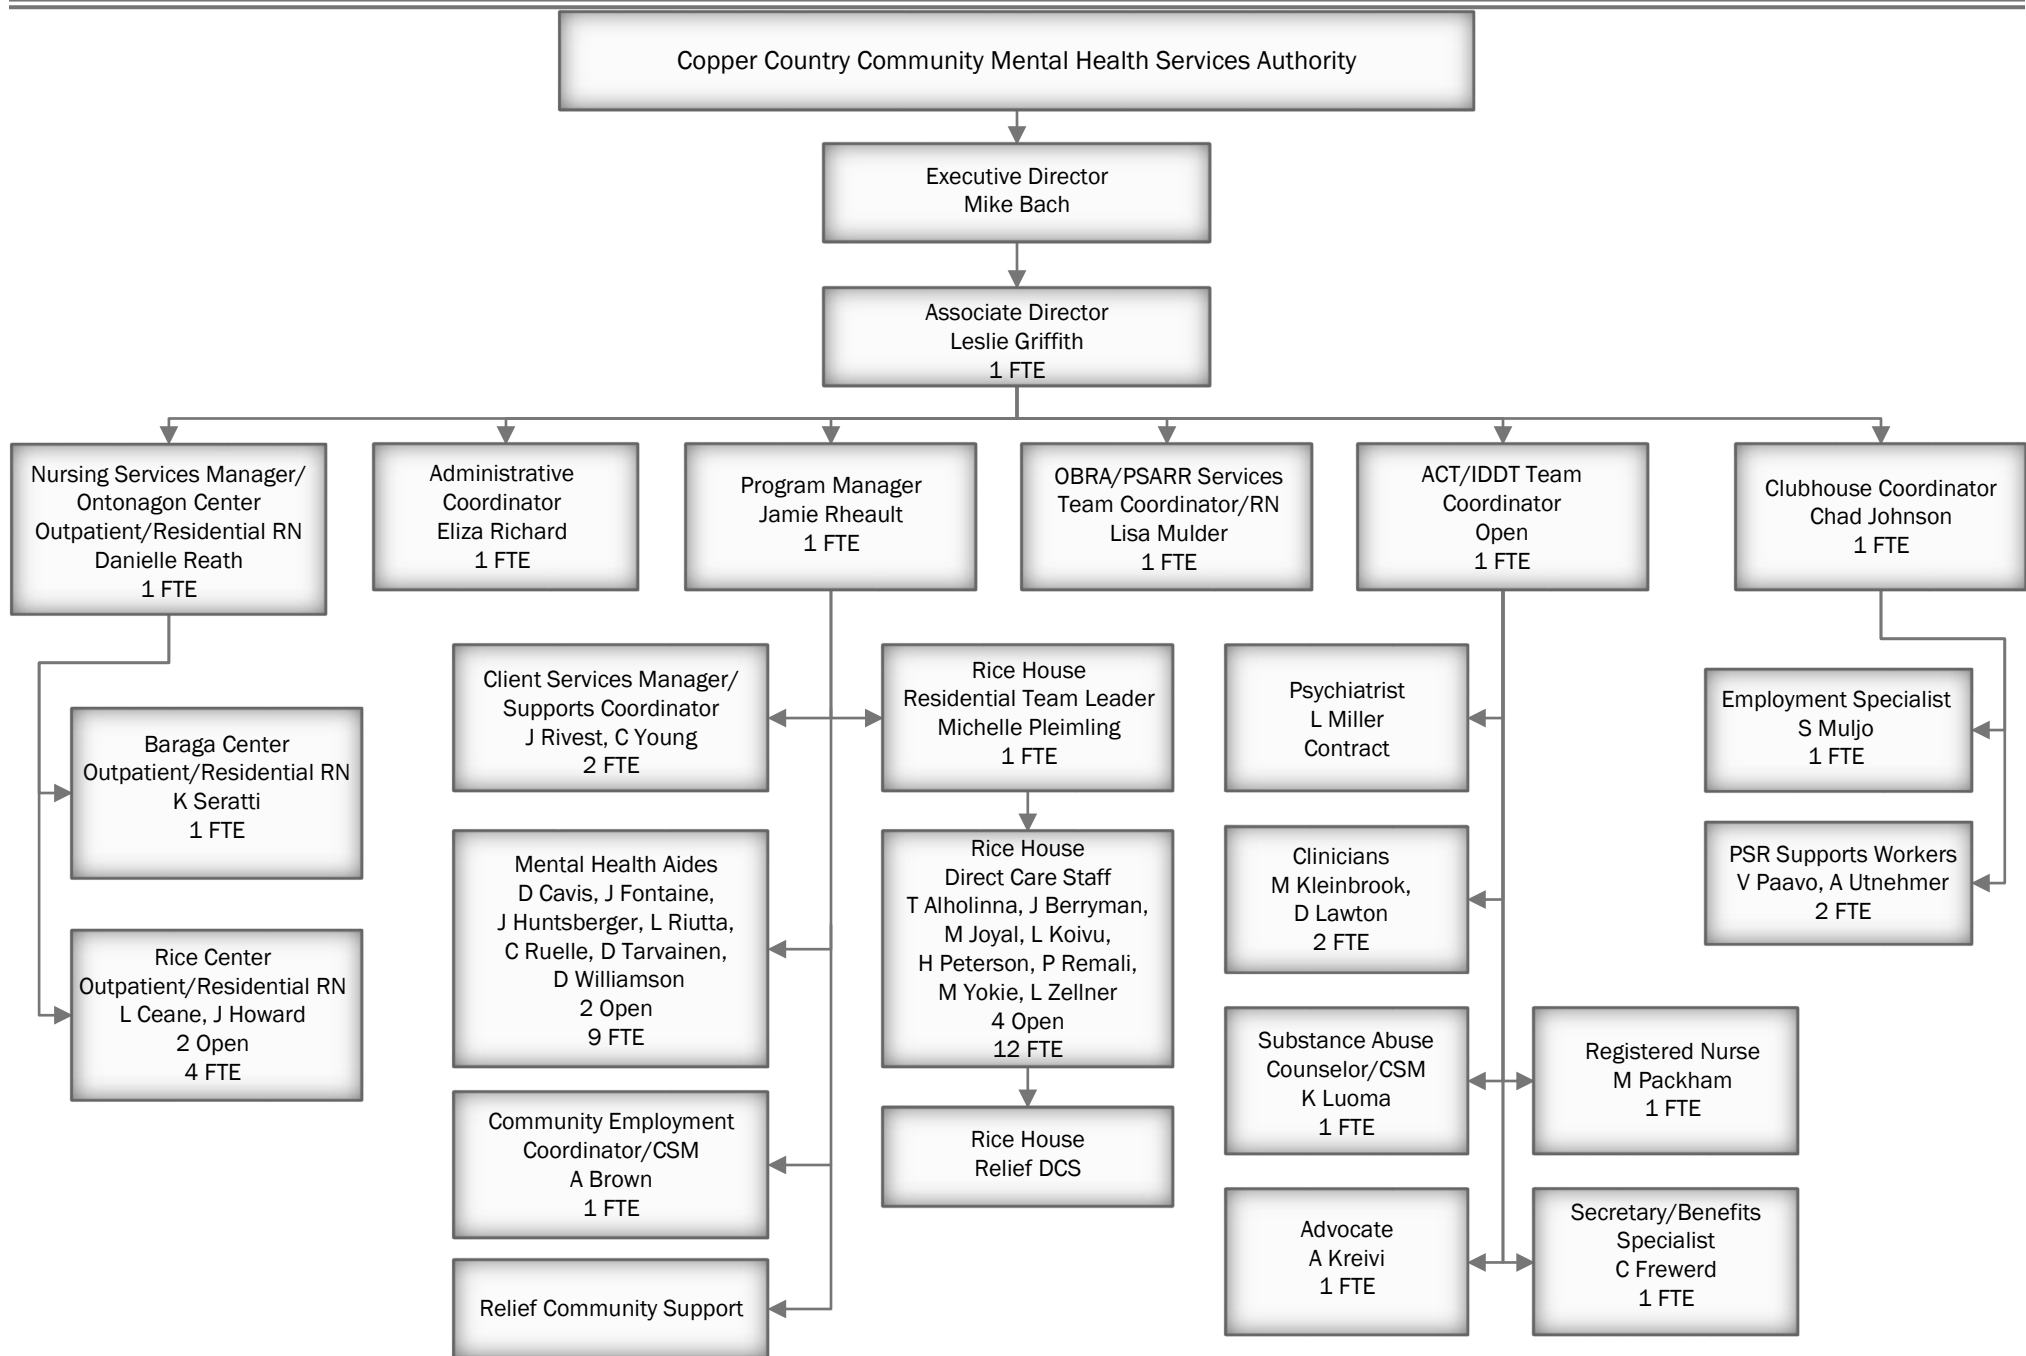 Copper Country Community Mental Health Services Authority
Executive Director
Mike Bach
Associate Director
Leslie Griffith
1 FTE
Nursing Services Manager/
Ontonagon Center
Outpatient/Residential RN
Danielle Reath
1 FTE
Administrative
Coordinator
Eliza Richard
1 FTE
Program Manager
Jamie Rheault
1 FTE
OBRA/PSARR Services
Team Coordinator/RN
Lisa Mulder
1 FTE
ACT/IDDT Team
Coordinator
Open
1 FTE
Clubhouse Coordinator
Chad Johnson
1 FTE
Baraga Center
Outpatient/Residential RN
K Seratti
1 FTE
Rice Center
Outpatient/Residential RN
L Ceane, J Howard
2 Open
4 FTE
Client Services Manager/
Supports Coordinator
J Rivest, C Young
2 FTE
Mental Health Aides
D Cavis, J Fontaine,
J Huntsberger, L Riutta,
C Ruelle, D Tarvainen,
D Williamson
2 Open
9 FTE
Community Employment
Coordinator/CSM
A Brown
1 FTE
Relief Community Support
Rice House
Residential Team Leader
Michelle Pleimling
1 FTE
Rice House
Direct Care Staff
T Alholinna, J Berryman,
M Joyal, L Koivu,
H Peterson, P Remali,
M Yokie, L Zellner
4 Open
12 FTE
Rice House
Relief DCS
Psychiatrist
L Miller
Contract
Clinicians
M Kleinbrook,
D Lawton
2 FTE
Substance Abuse
Counselor/CSM
K Luoma
1 FTE
Registered Nurse
M Packham
1 FTE
Advocate
A Kreivi
1 FTE
Secretary/Benefits
Specialist
C Frewerd
1 FTE
Employment Specialist
S Muljo
1 FTE
PSR Supports Workers
V Paavo, A Utnehmer
2 FTE